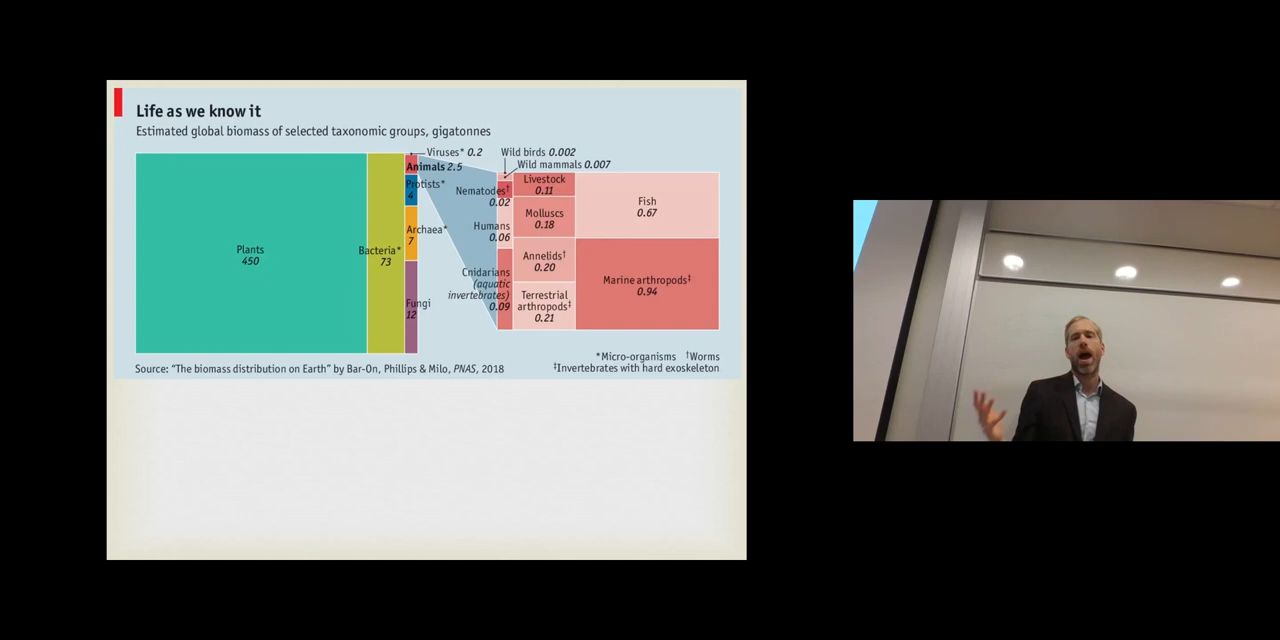 Life as we know it
Estimated global biomass of selected taxonomic groups, gigatonnes
Plants
450
Bacteria*
73
Viruses* 0.2
Animals 2.5
Protists*
4
Archaea*
7
Fungi
12
Wild birds 0.002
Wild mammals 0.007
Nematodes†
0.02
Humans
0.06
Cnidarians
(aquatic
invertebrates)
0.09
Livestock
0.11
Molluscs
0.18
Annelids†
0.20
Terrestrial
arthropods‡
0.21
Fish
0.67
Marine arthropods‡
0.94
*Micro-organisms †Worms
‡Invertebrates with hard exoskeleton
Source: “The biomass distribution on Earth” by Bar-On, Phillips & Milo, PNAS, 2018